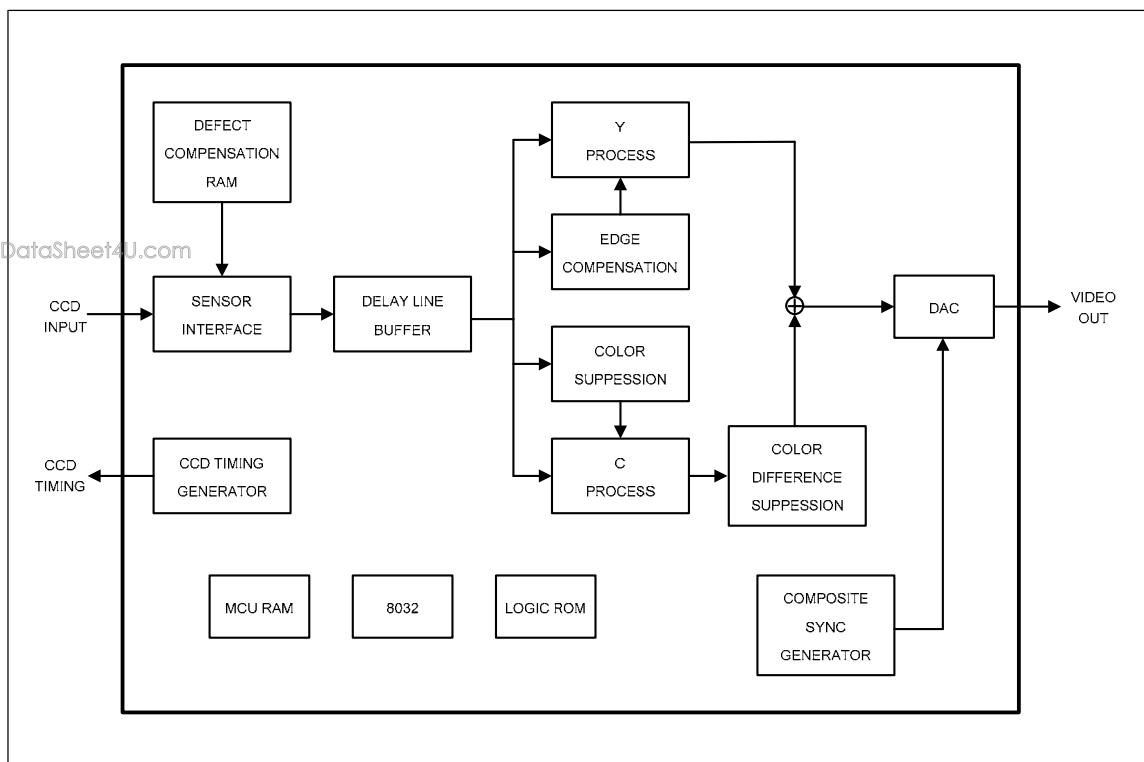 DEFECT
COMPENSATION
RAM
Y
PROCESS
DataSheet4U.com
EDGE
COMPENSATION
CCD
INPUT
SENSOR
INTERFACE
DELAY LINE
BUFFER
DAC
VIDEO
OUT
COLOR
SUPPESSION
CCD
TIMING
CCD TIMING
GENERATOR
C
PROCESS
COLOR
DIFFERENCE
SUPPESSION
MCU RAM
8032
LOGIC ROM
COMPOSITE
SYNC
GENERATOR